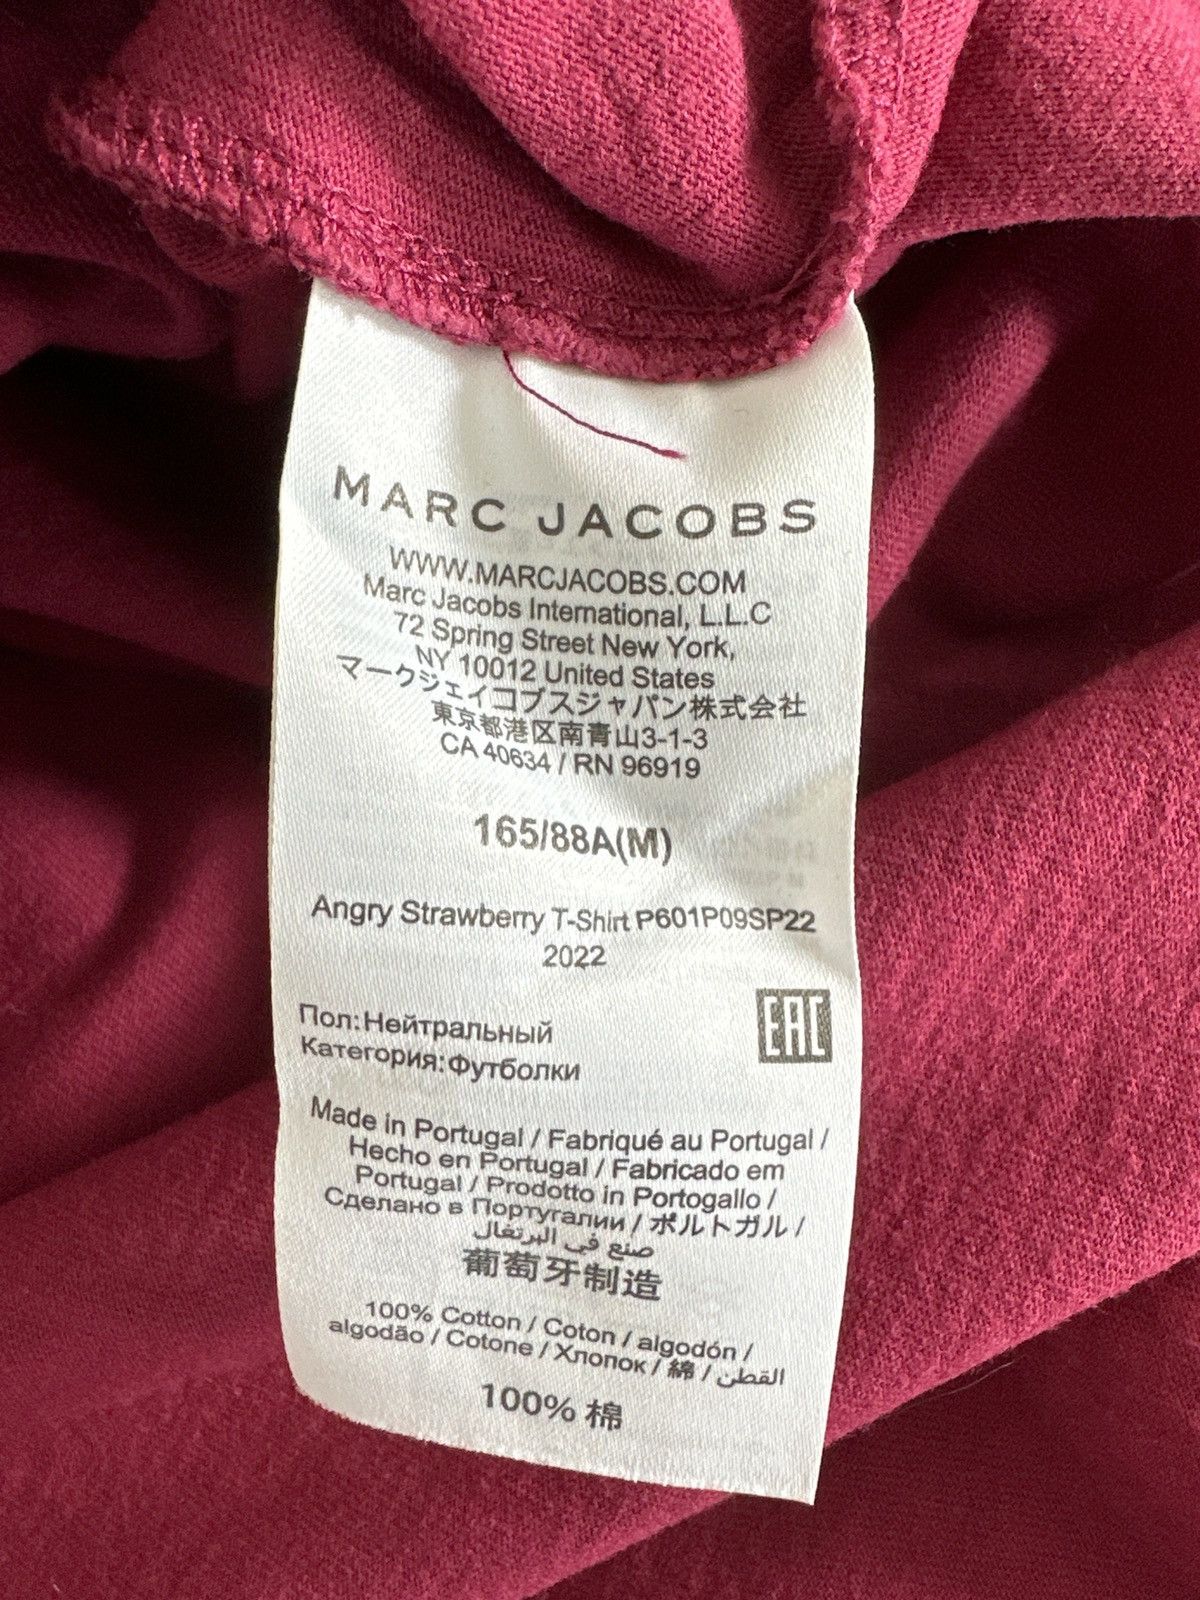 MARC JACOBS
WWW.MARCJACOBS.COM
Marc Jacobs International, L.L.C
72 Spring Street New York,
NY 10012 United States
マークジェイコブスジャパン株式会社
東京都港区南青山3-1-3
CA 40634 / RN 96919
165/88A(M)
Angry Strawberry T-Shirt P601P09SP22
2022
Пол:Нейтральный
Категория:Футболки
EAC
Made in Portugal / Fabriqué au Portugal /
Hecho en Portugal / Fabricado em
Portugal / Prodotto in Portogallo /
Сделано в Португалии / ポルトガル /
صنع في البرتغال
葡萄牙制造
100% Cotton / Coton / algodón /
algodão / Cotone / Хлопок / 綿 / القطن
100% 棉